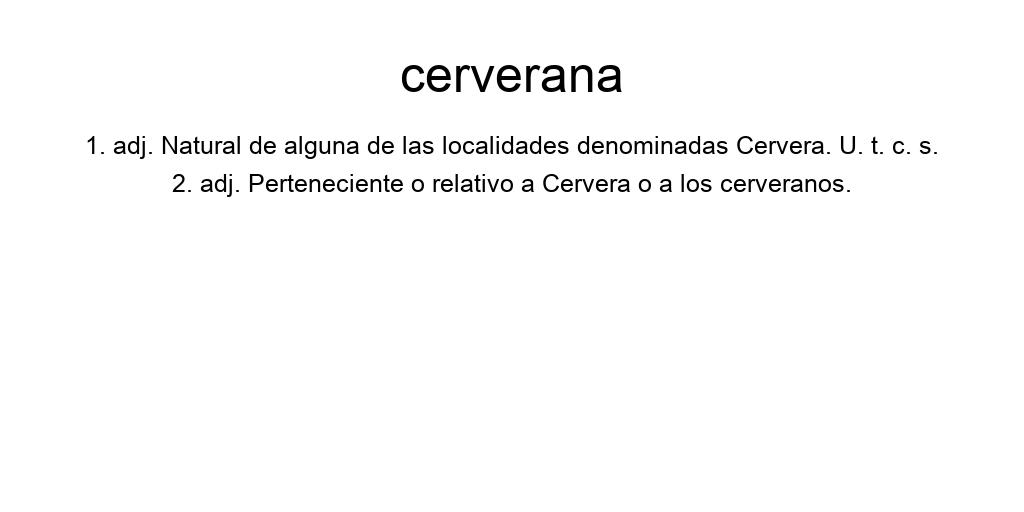 cerverana
1. adj. Natural de alguna de las localidades denominadas Cervera. U. t. c. s.
2. adj. Perteneciente o relativo a Cervera o a los cerveranos.